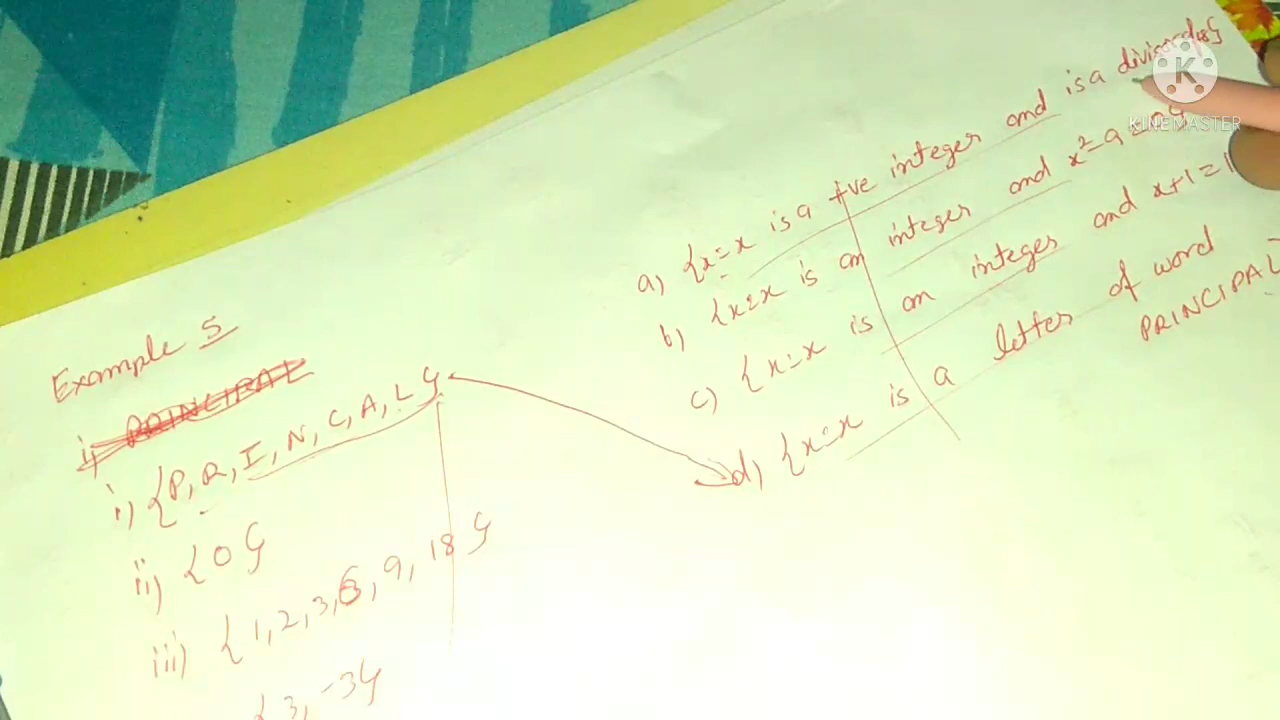 Example 5
i) PRINCIPAL
i) {P, R, I, N, C, A, L}
ii) {0}
iii) {1, 2, 3, 6, 9, 18}
{3, -3}
a) {x: x is a +ve integer and is a divisor
b) {x: x is an integer and x² - 9 =
c) {x: x is an integer and x+1 = 1
d) {x: x is a letter of word
PRINCIPAL}
K
KINEMASTER